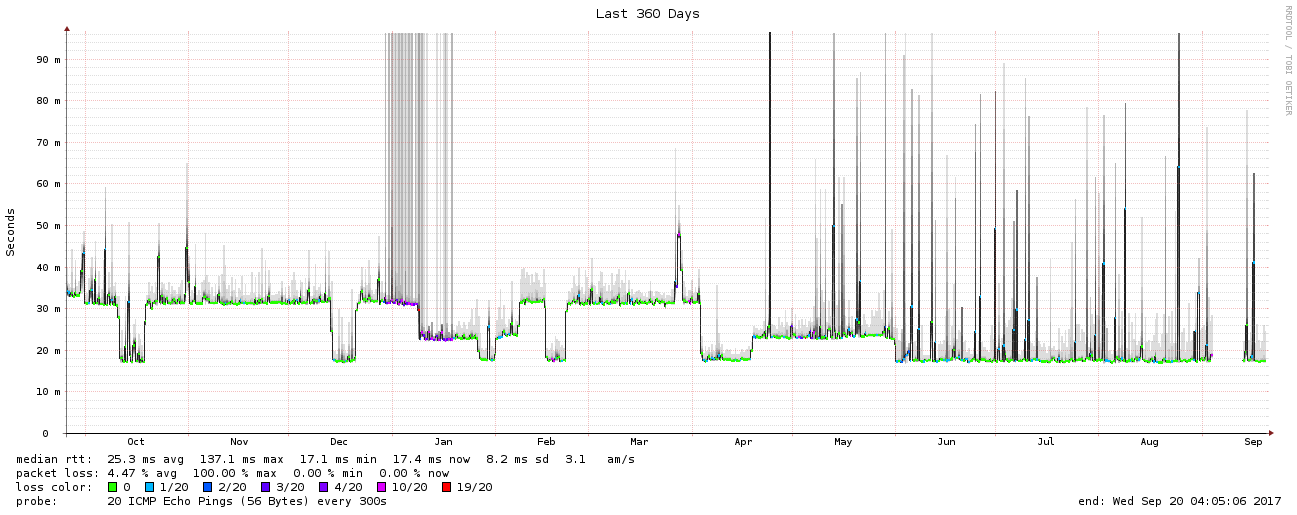 Last 360 Days
RRDTOOL / TOBI OETIKER
Seconds
90 m
80 m
70 m
60 m
50 m
40 m
30 m
20 m
10 m
0
Oct Nov Dec Jan Feb Mar Apr May Jun Jul Aug Sep
median rtt: 25.3 ms avg 137.1 ms max 17.1 ms min 17.4 ms now 8.2 ms sd 3.1 am/s
packet loss: 4.47 % avg 100.00 % max 0.00 % min 0.00 % now
loss color: 0 1/20 2/20 3/20 4/20 10/20 19/20
probe: 20 ICMP Echo Pings (56 Bytes) every 300s end: Wed Sep 20 04:05:06 2017